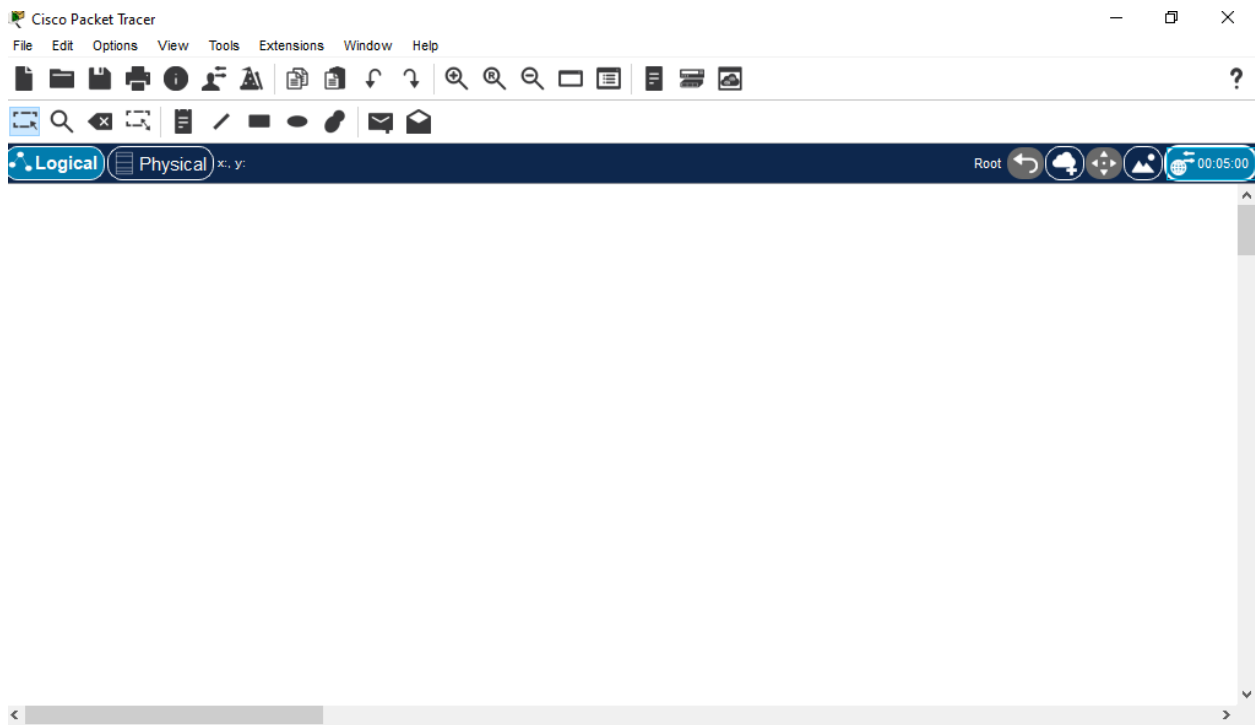 Cisco Packet Tracer
File Edit Options View Tools Extensions Window Help
?
Logical Physical x:, y: Root 00:05:00